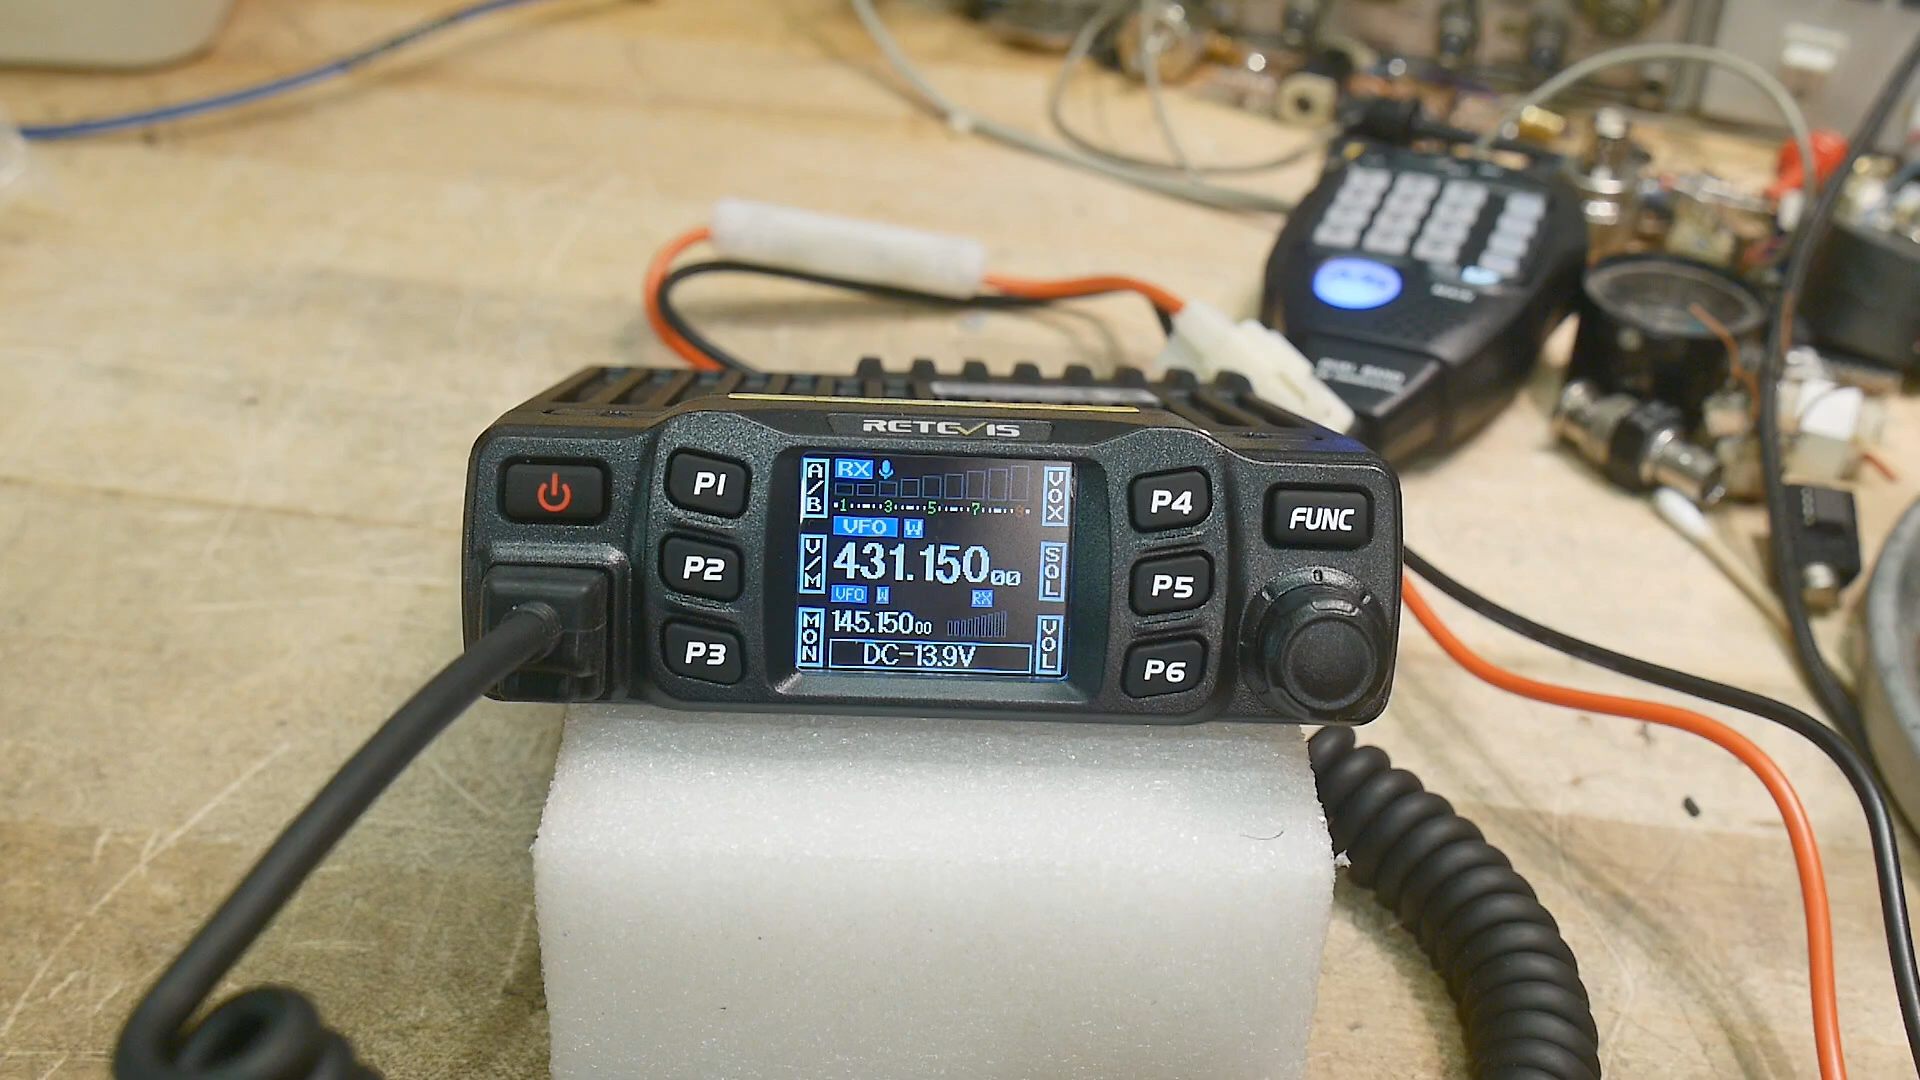 RETEVIS
P1
P2
P3
A/B
V/M
MON
RX
1 3 5 7 9
VFO W
431.15000
VFO W RX
145.15000
DC-13.9V
VOX
SQL
VOL
P4
P5
P6
FUNC